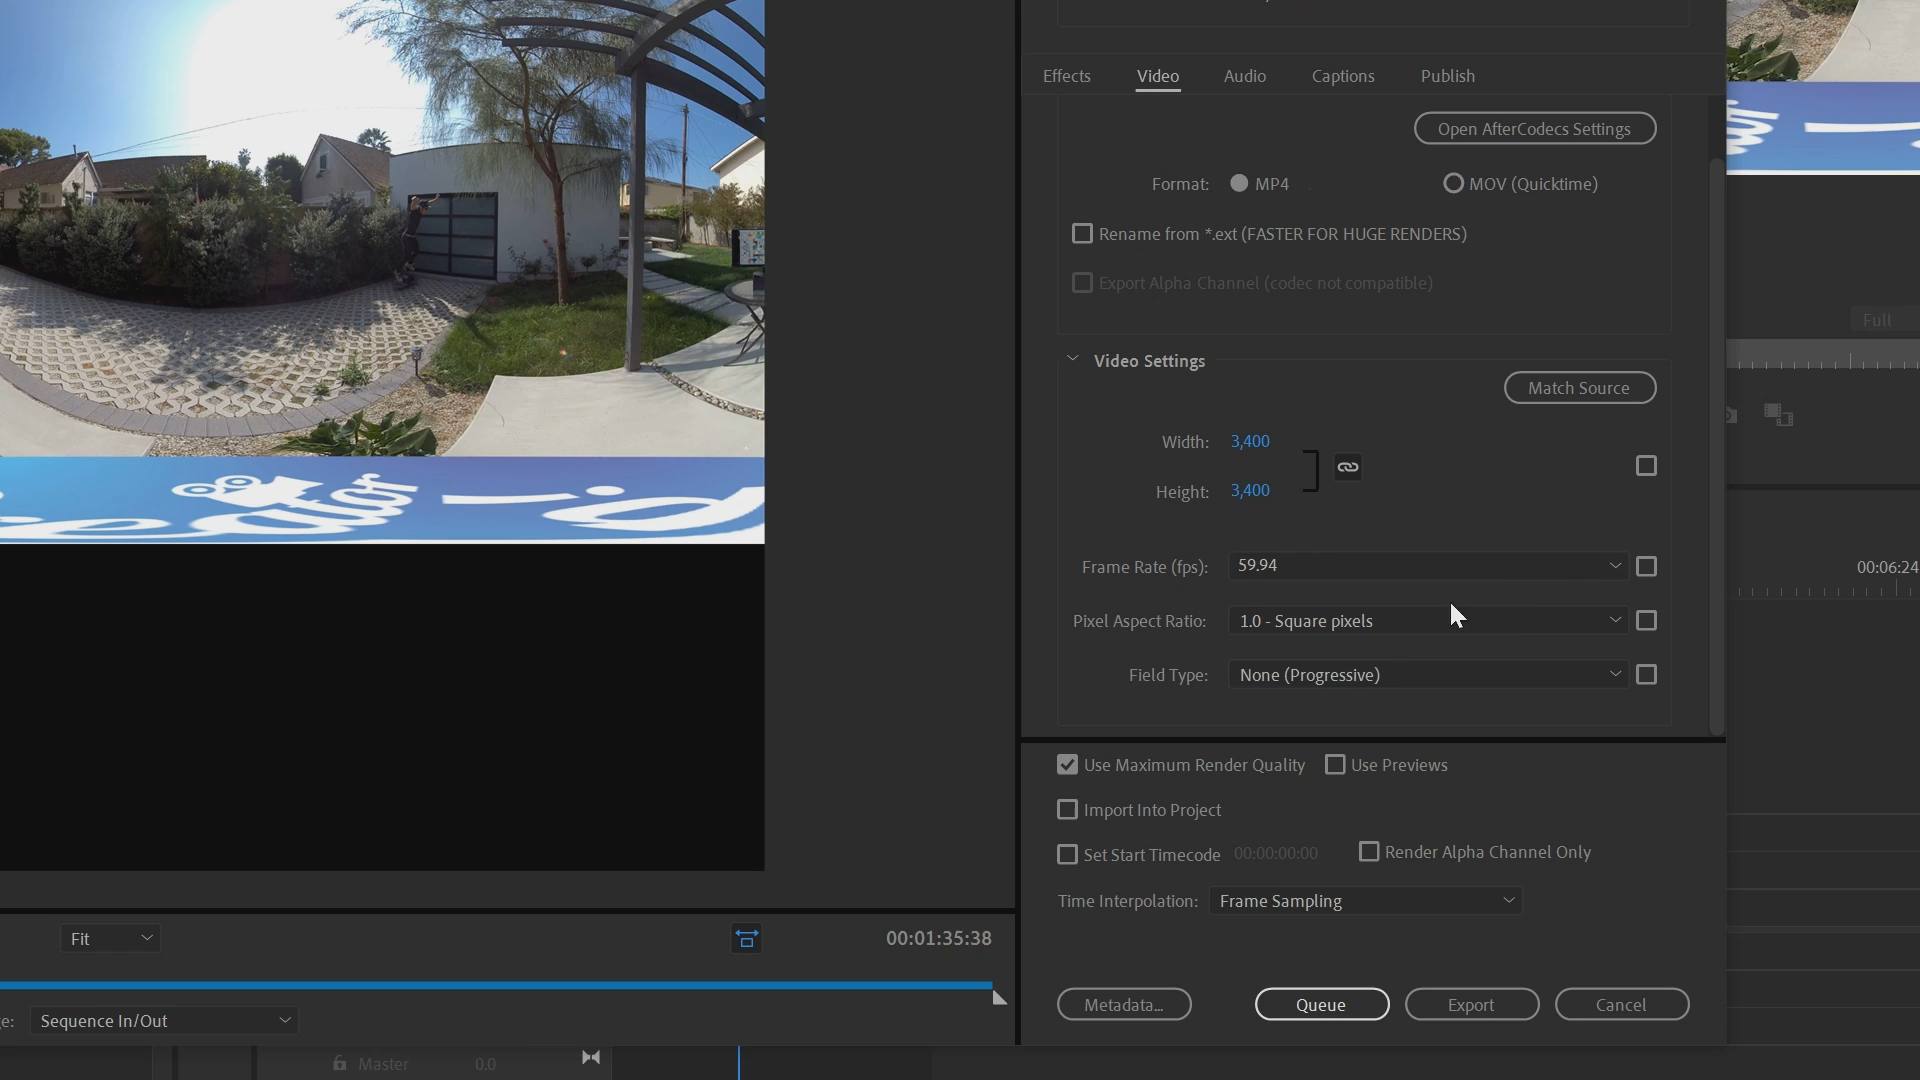 Effects Video Audio Captions Publish
Open AfterCodecs Settings
Format: MP4 MOV (Quicktime)
Rename from *.ext (FASTER FOR HUGE RENDERS)
Export Alpha Channel (codec not compatible)
Full
Video Settings
Match Source
Width: 3,400
Height: 3,400
Frame Rate (fps): 59.94
00:06:24
Pixel Aspect Ratio: 1.0 - Square pixels
Field Type: None (Progressive)
Use Maximum Render Quality Use Previews
Import Into Project
Set Start Timecode 00:00:00:00 Render Alpha Channel Only
Time Interpolation: Frame Sampling
Fit 00:01:35:38
Metadata... Queue Export Cancel
e: Sequence In/Out
Master 0.0